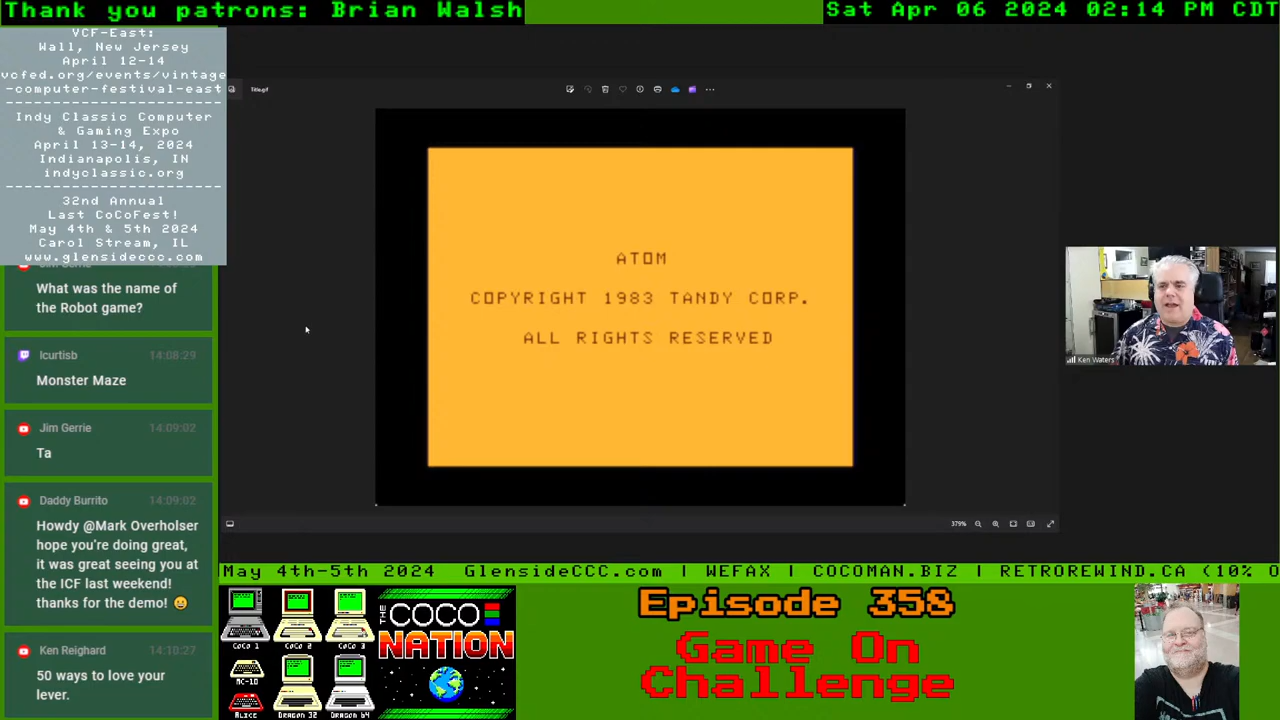 Thank you patrons: Brian Walsh
Sat Apr 06 2024 02:14 PM CDT
VCF-East:
Wall, New Jersey
April 12-14
vcfed.org/events/vintage
-computer-festival-east
Indy Classic Computer
& Gaming Expo
April 13-14, 2024
Indianapolis, IN
indyclassic.org
32nd Annual
Last CoCoFest!
May 4th & 5th 2024
Carol Stream, IL
www.glensideccc.com
What was the name of
the Robot game?
Icurtisb 14:08:29
Monster Maze
Jim Gerrie 14:09:02
Ta
Daddy Burrito 14:09:02
Howdy @Mark Overholser
hope you're doing great,
it was great seeing you at
the ICF last weekend!
thanks for the demo!
Ken Reighard 14:10:27
50 ways to love your
lever.
Title.gif
ATOM
COPYRIGHT 1983 TANDY CORP.
ALL RIGHTS RESERVED
379%
Ken Waters
May 4th-5th 2024 GlensideCCC.com | WEFAX | COCOMAN.BIZ | RETROREWIND.CA (10% O
CoCo 1
CoCo 2
CoCo 3
MC-10
Alice
Dragon 32
Dragon 64
THE COCO
NATION
Episode 358
Game On
Challenge